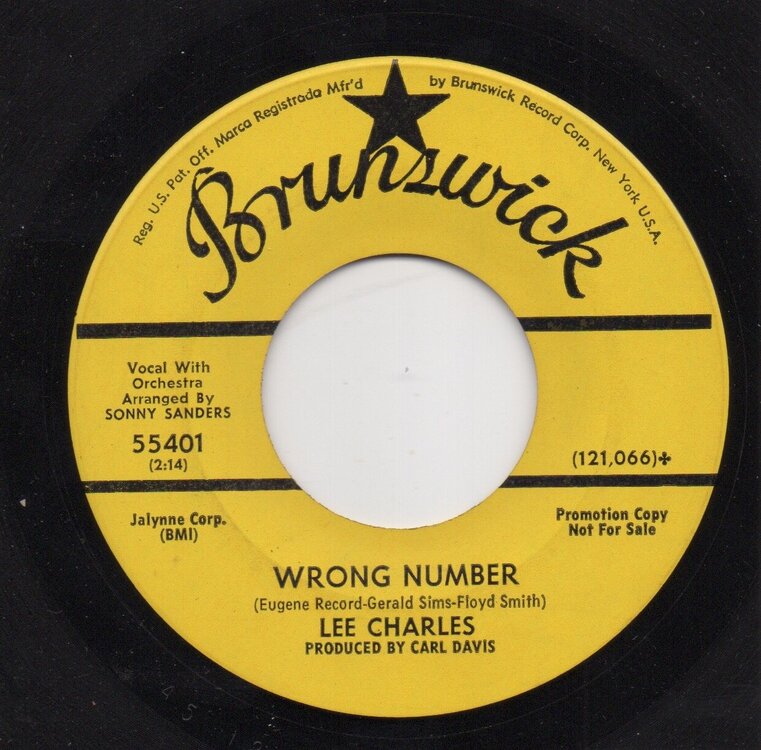 Reg. U.S. Pat. Off. Marca Registrada Mfr'd by Brunswick Record Corp. New York U.S.A.
Brunswick
Vocal With
Orchestra
Arranged By
SONNY SANDERS
55401
(2:14)
(121,066)✤
Jalynne Corp.
(BMI)
Promotion Copy
Not For Sale
WRONG NUMBER
(Eugene Record-Gerald Sims-Floyd Smith)
LEE CHARLES
PRODUCED BY CARL DAVIS